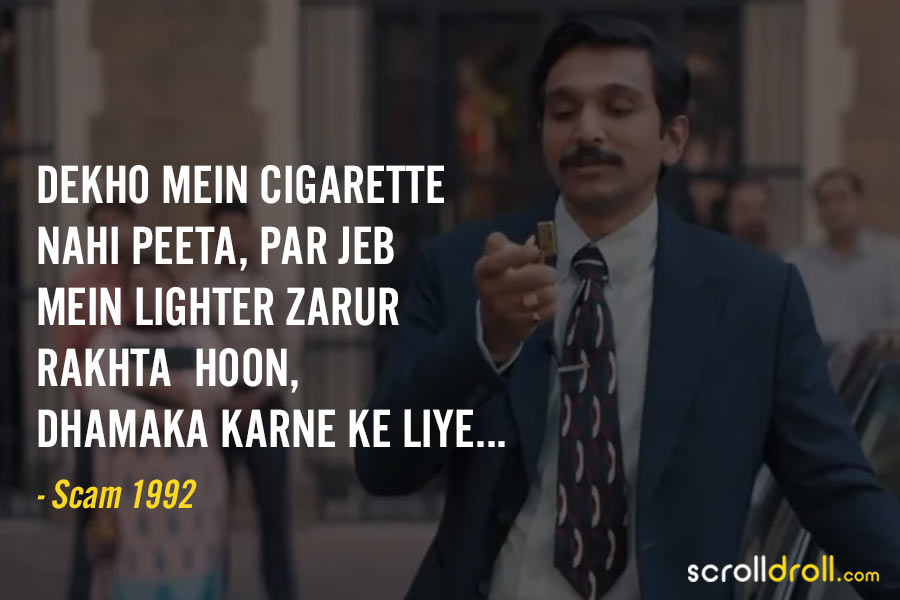 DEKHO MEIN CIGARETTE
NAHI PEETA, PAR JEB
MEIN LIGHTER ZARUR
RAKHTA  HOON,
DHAMAKA KARNE KE LIYE...
- Scam 1992
scrolldroll.com